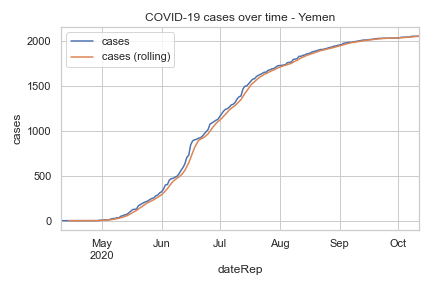 COVID-19 cases over time - Yemen
cases
cases (rolling)
2000
1500
1000
500
0
cases
May
2020
Jun
Jul
Aug
Sep
Oct
dateRep